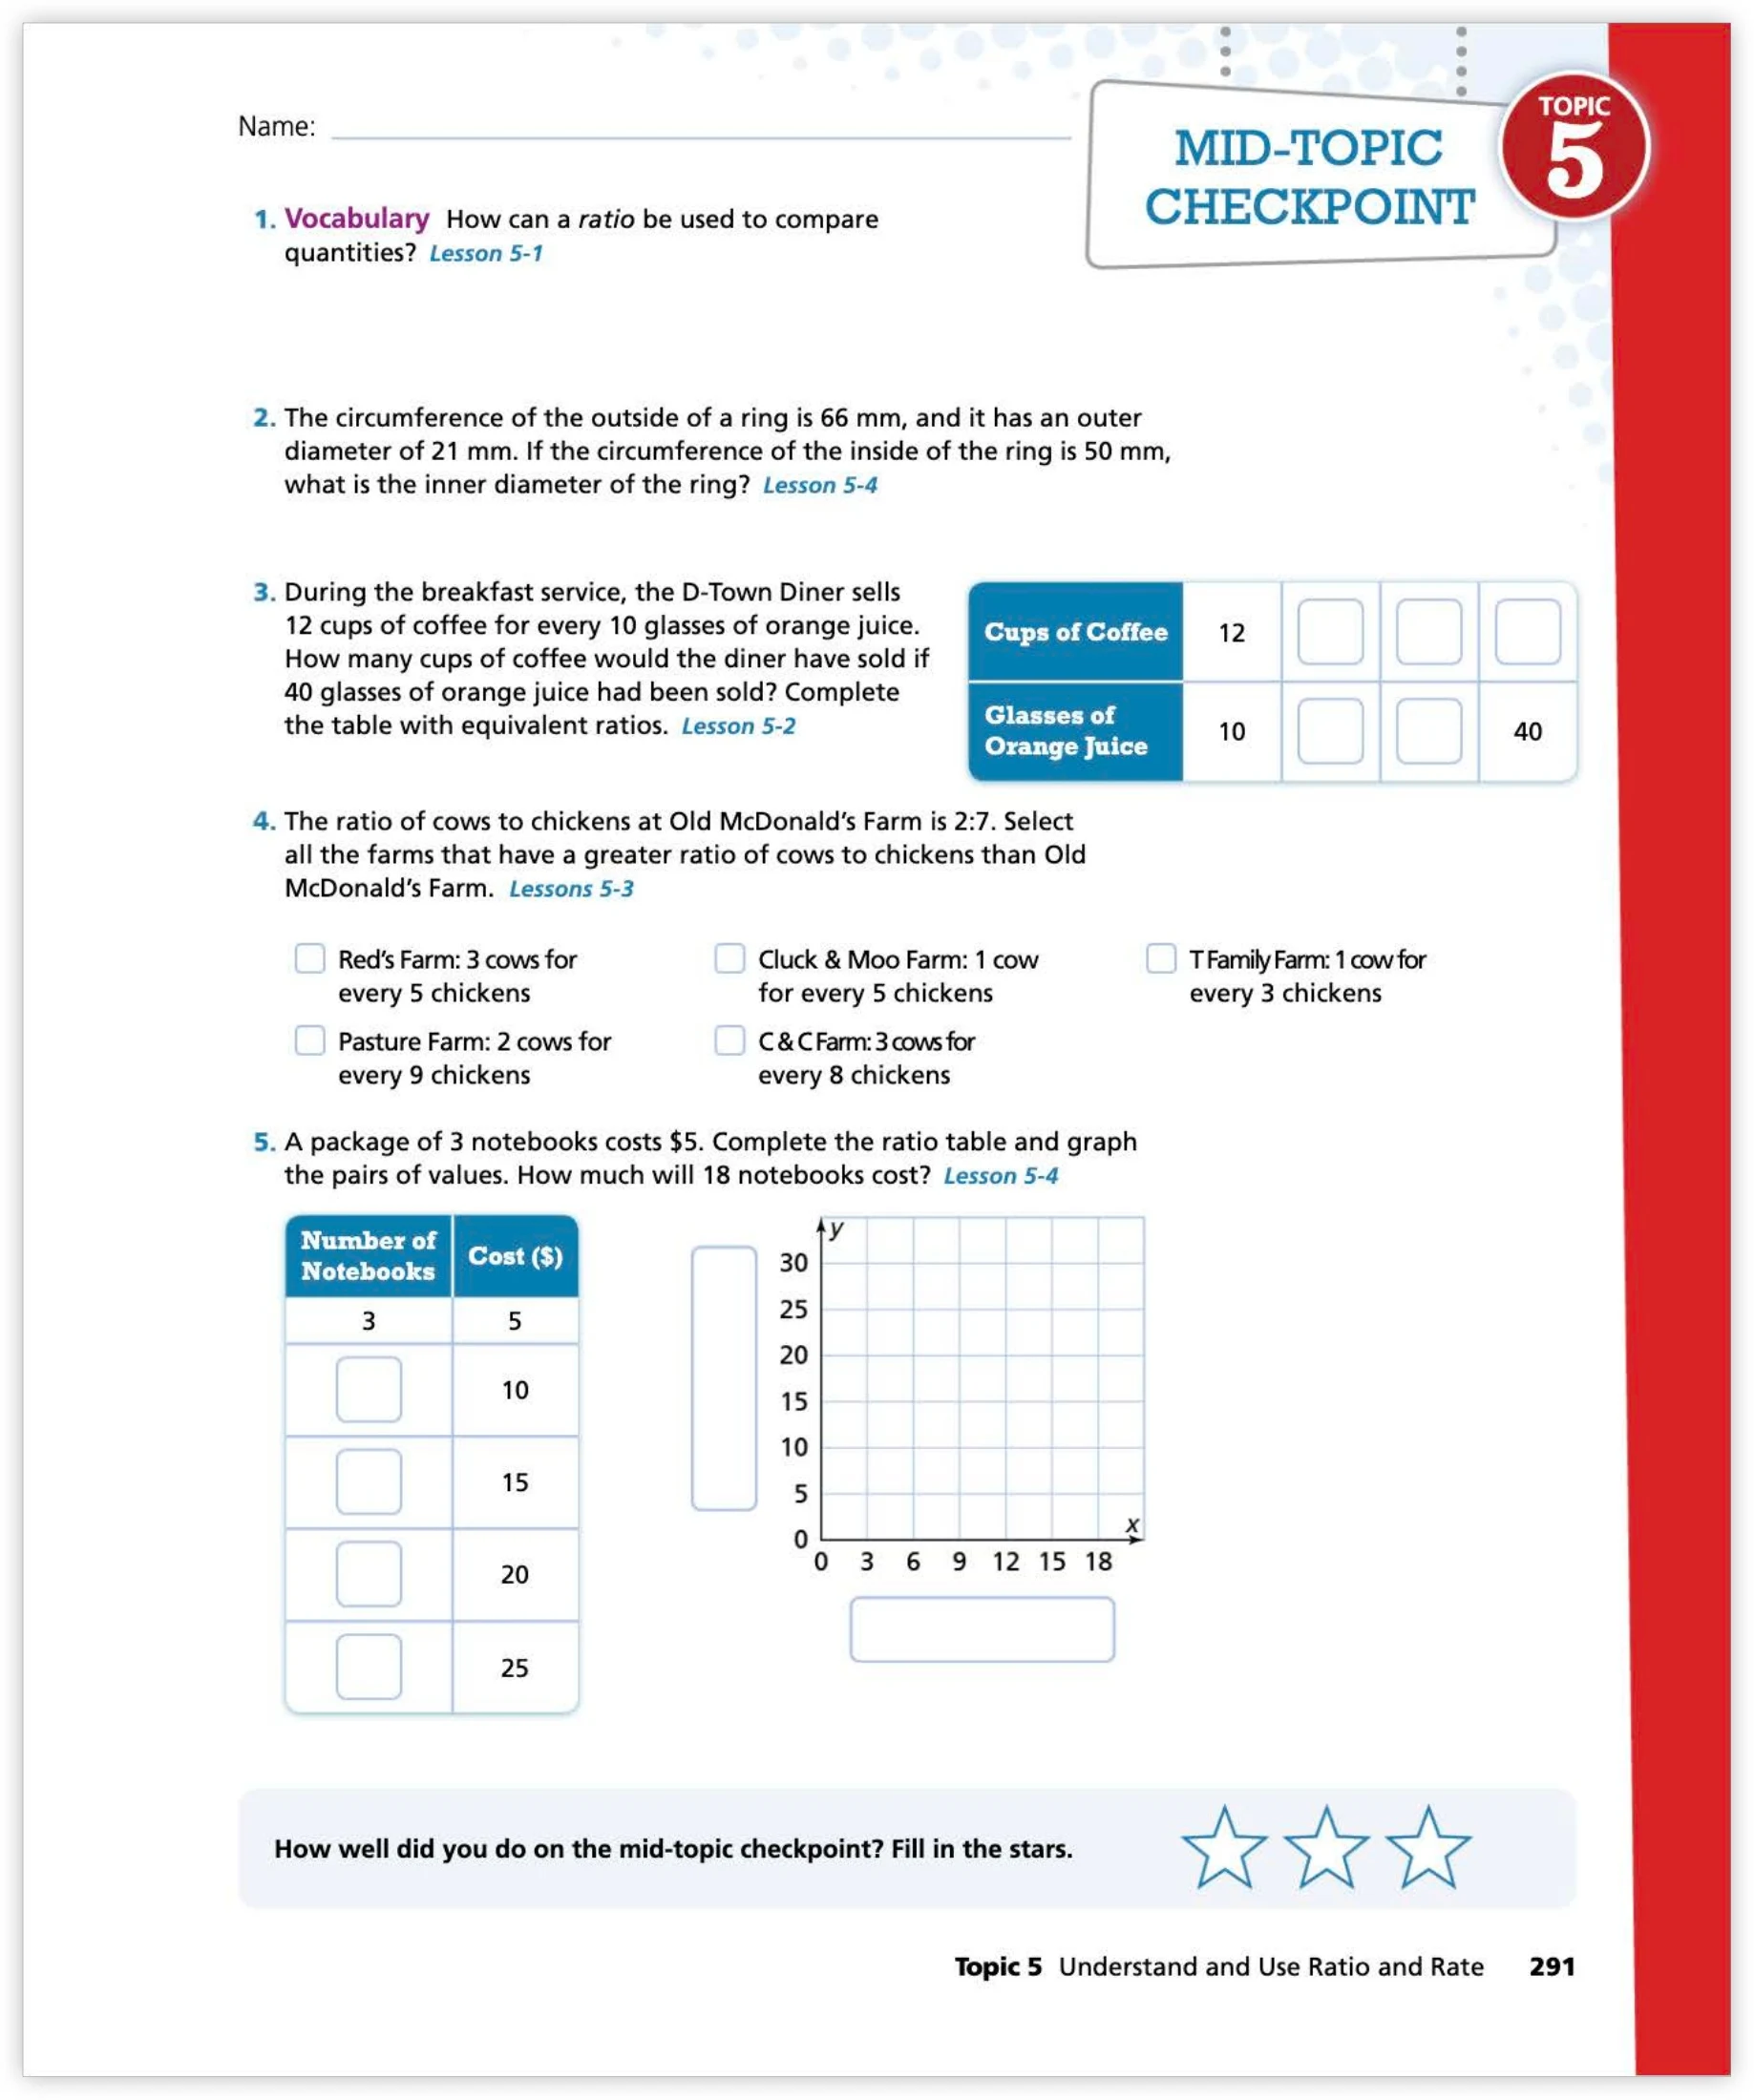 Name:
MID-TOPIC
CHECKPOINT
TOPIC
5
1. Vocabulary How can a ratio be used to compare
quantities? Lesson 5-1
2. The circumference of the outside of a ring is 66 mm, and it has an outer
diameter of 21 mm. If the circumference of the inside of the ring is 50 mm,
what is the inner diameter of the ring? Lesson 5-4
3. During the breakfast service, the D-Town Diner sells
12 cups of coffee for every 10 glasses of orange juice.
How many cups of coffee would the diner have sold if
40 glasses of orange juice had been sold? Complete
the table with equivalent ratios. Lesson 5-2
Cups of Coffee 12
Glasses of
Orange Juice 10 40
4. The ratio of cows to chickens at Old McDonald's Farm is 2:7. Select
all the farms that have a greater ratio of cows to chickens than Old
McDonald's Farm. Lessons 5-3
Red's Farm: 3 cows for
every 5 chickens
Cluck & Moo Farm: 1 cow
for every 5 chickens
T Family Farm: 1 cow for
every 3 chickens
Pasture Farm: 2 cows for
every 9 chickens
C & C Farm: 3 cows for
every 8 chickens
5. A package of 3 notebooks costs $5. Complete the ratio table and graph
the pairs of values. How much will 18 notebooks cost? Lesson 5-4
Number of
Notebooks
Cost ($)
3 5
10
15
20
25
y
30
25
20
15
10
5
0
x
0 3 6 9 12 15 18
How well did you do on the mid-topic checkpoint? Fill in the stars.
Topic 5 Understand and Use Ratio and Rate 291